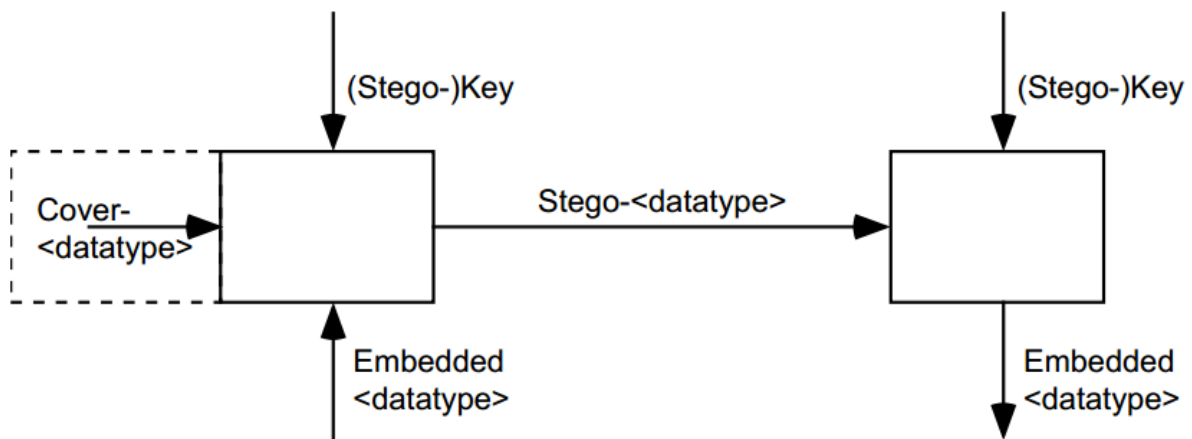 (Stego-)Key
(Stego-)Key
Cover-
<datatype>
Stego-<datatype>
Embedded
<datatype>
Embedded
<datatype>